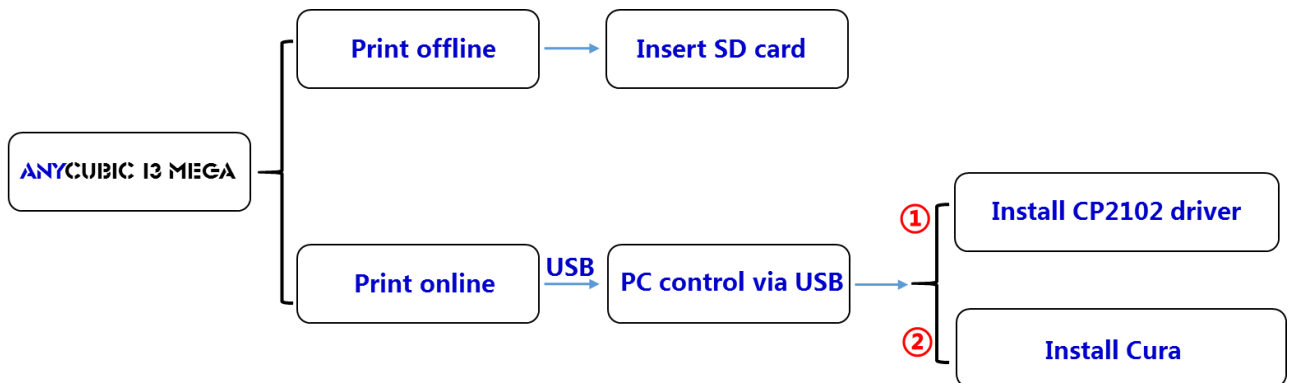 Print offline
Insert SD card
ANYCUBIC I3 MEGA
Install CP2102 driver
①
Print online
USB
PC control via USB
②
Install Cura